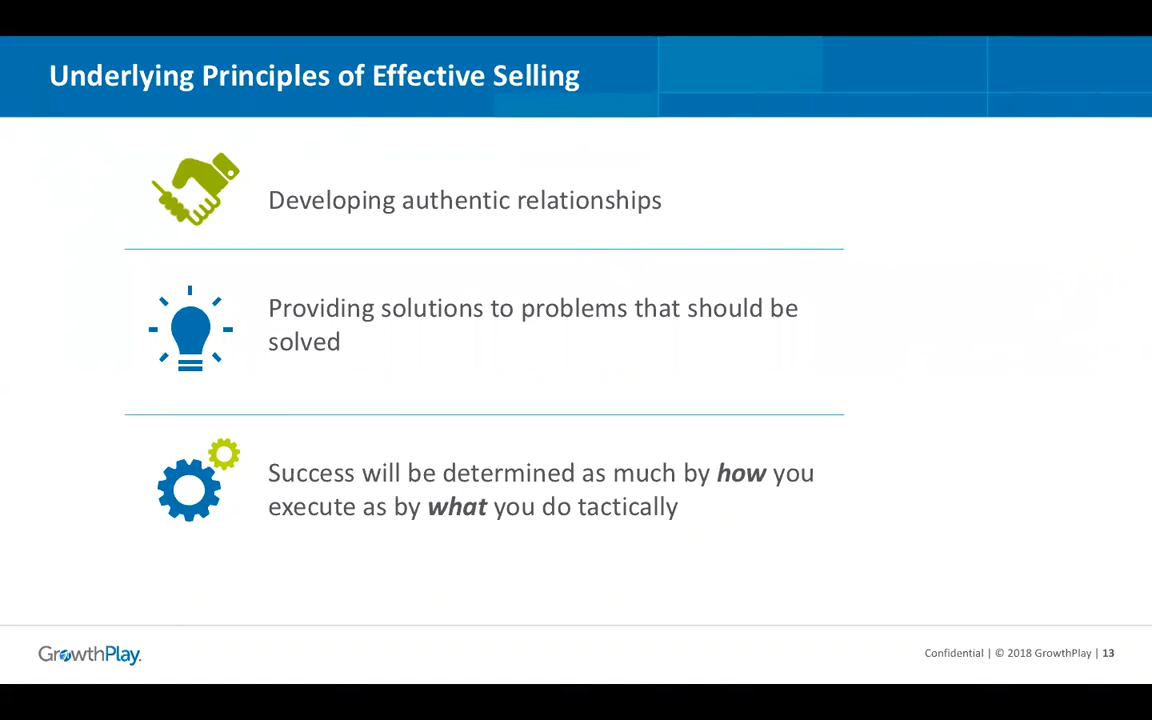 Underlying Principles of Effective Selling
Developing authentic relationships
Providing solutions to problems that should be
solved
Success will be determined as much by how you
execute as by what you do tactically
GrowthPlay.
Confidential | © 2018 GrowthPlay | 13